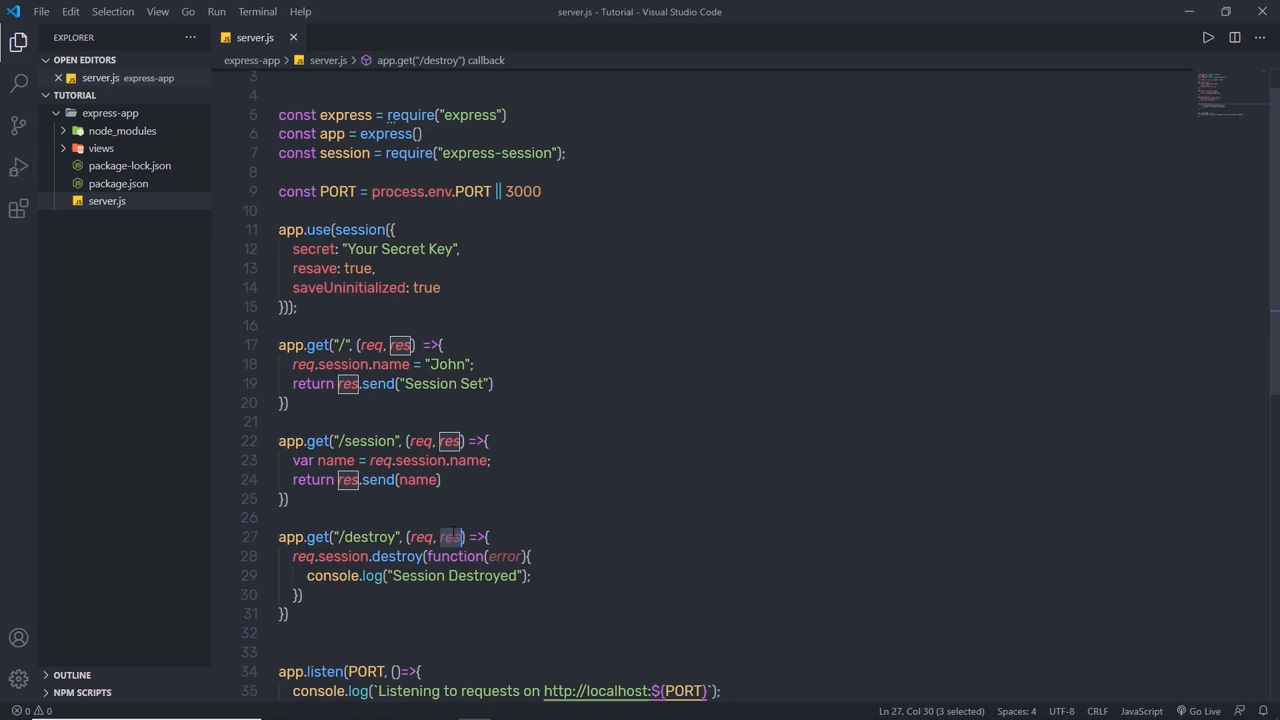 File Edit Selection View Go Run Terminal Help
server.js - Tutorial - Visual Studio Code
EXPLORER
OPEN EDITORS
server.js express-app
TUTORIAL
express-app
node_modules
views
package-lock.json
package.json
server.js
OUTLINE
NPM SCRIPTS
server.js
express-app > server.js > app.get("/destroy") callback
3
4
5 const express = require("express")
6 const app = express()
7 const session = require("express-session");
8
9 const PORT = process.env.PORT || 3000
10
11 app.use(session({
12 secret: "Your Secret Key",
13 resave: true,
14 saveUninitialized: true
15 }));
16
17 app.get("/", (req, res) =>{
18 req.session.name = "John";
19 return res.send("Session Set")
20 })
21
22 app.get("/session", (req, res) =>{
23 var name = req.session.name;
24 return res.send(name)
25 })
26
27 app.get("/destroy", (req, res) =>{
28 req.session.destroy(function(error){
29 console.log("Session Destroyed");
30 })
31 })
32
33
34 app.listen(PORT, ()=>{
35 console.log(`Listening to requests on http://localhost:${PORT}`);
0 0 Ln 27, Col 30 (3 selected) Spaces: 4 UTF-8 CRLF JavaScript Go Live